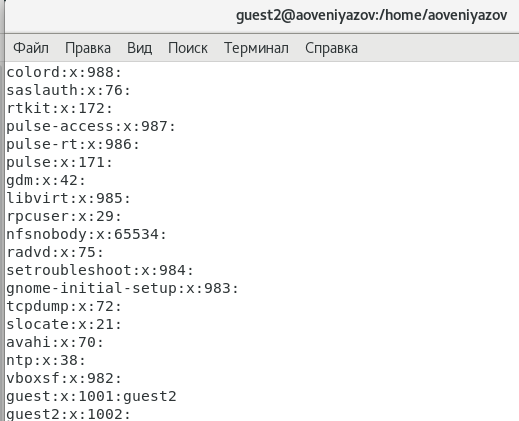 guest2@aoveniyazov:/home/aoveniyazov
Файл Правка Вид Поиск Терминал Справка
colord:x:988:
saslauth:x:76:
rtkit:x:172:
pulse-access:x:987:
pulse-rt:x:986:
pulse:x:171:
gdm:x:42:
libvirt:x:985:
rpcuser:x:29:
nfsnobody:x:65534:
radvd:x:75:
setroubleshoot:x:984:
gnome-initial-setup:x:983:
tcpdump:x:72:
slocate:x:21:
avahi:x:70:
ntp:x:38:
vboxsf:x:982:
guest:x:1001:guest2
guest2:x:1002: